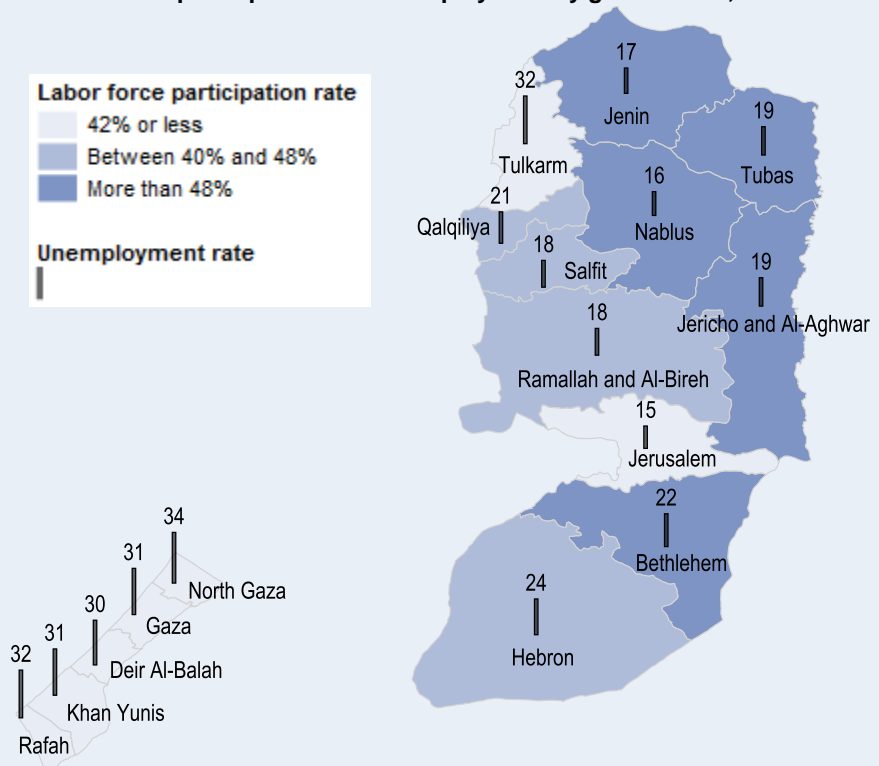 Labor force participation rate
42% or less
Between 40% and 48%
More than 48%
Unemployment rate
17
Jenin
32
Tulkarm
19
Tubas
16
Nablus
21
Qalqiliya
18
Salfit
19
Jericho and Al-Aghwar
18
Ramallah and Al-Bireh
15
Jerusalem
22
Bethlehem
24
Hebron
34
North Gaza
31
Gaza
30
Deir Al-Balah
31
Khan Yunis
32
Rafah